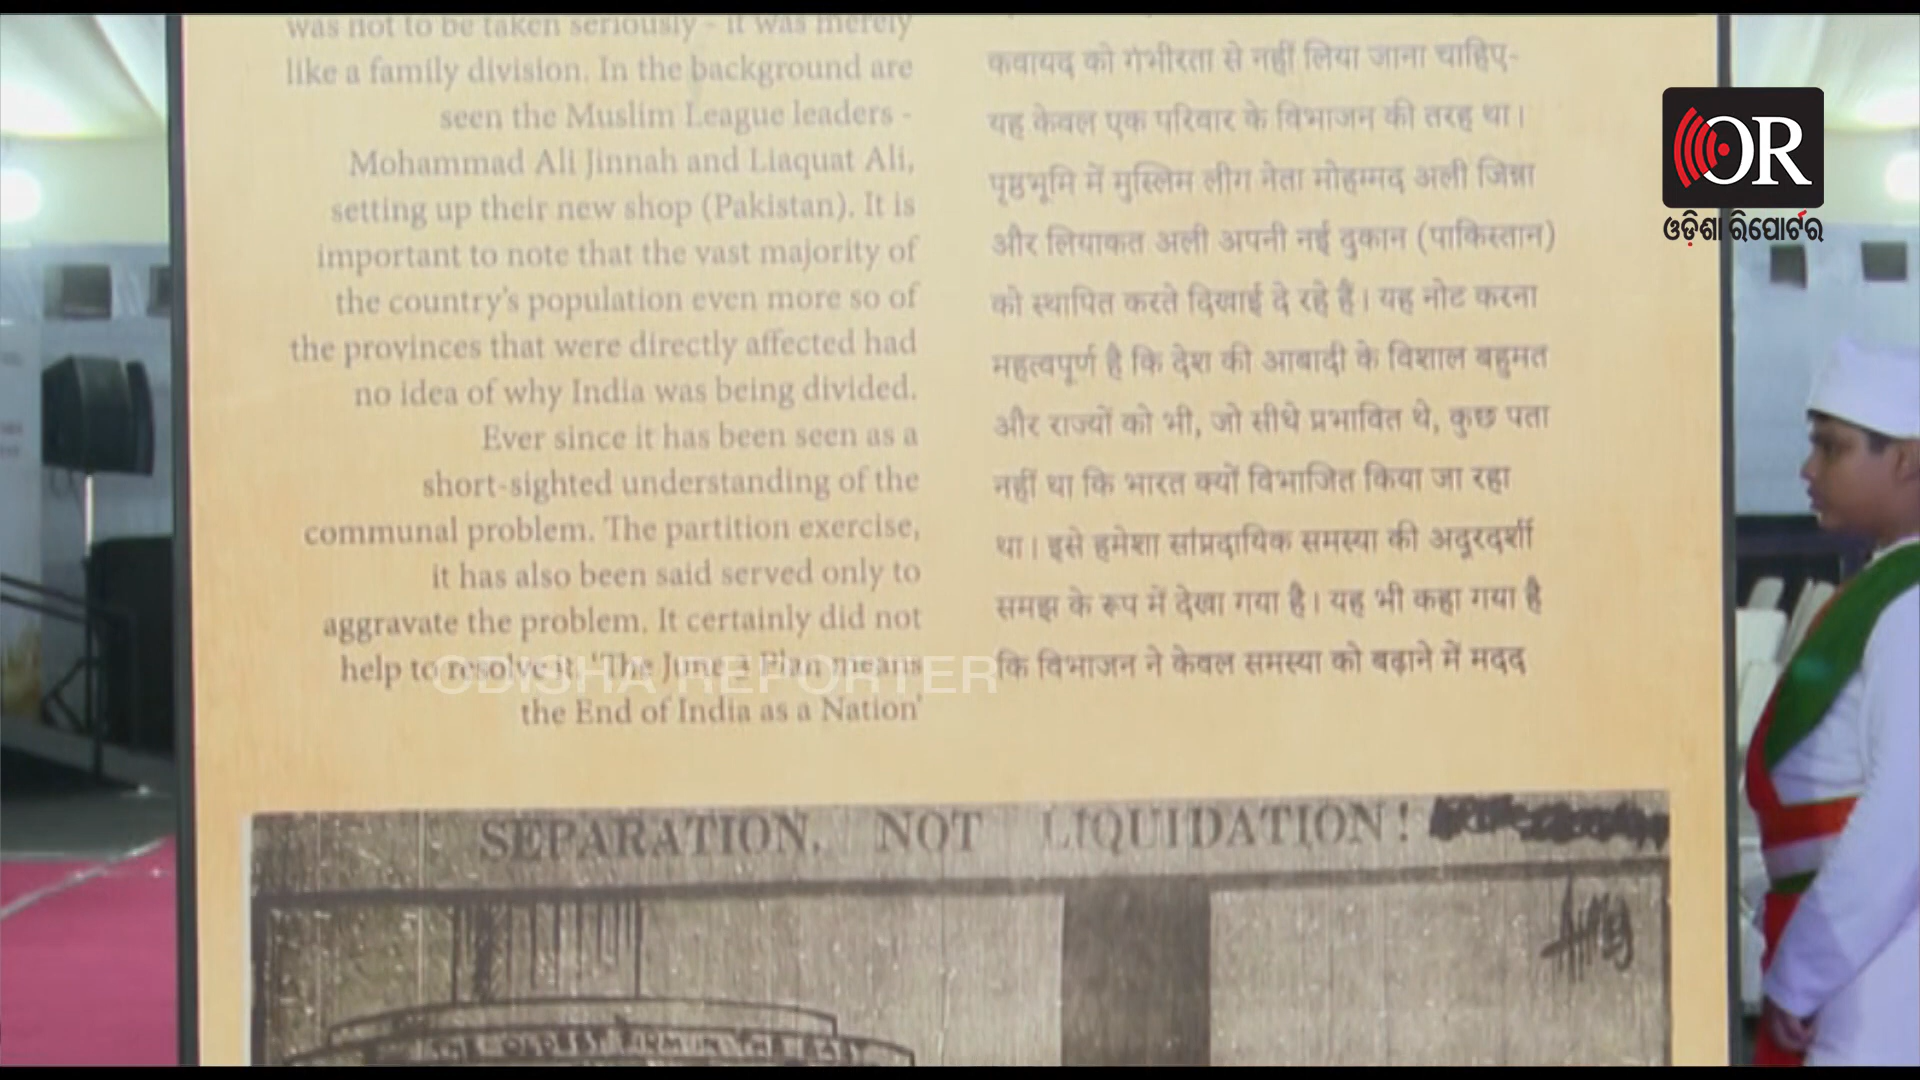 was not to be taken seriously - it was merely
like a family division. In the background are
seen the Muslim League leaders -
Mohammad Ali Jinnah and Liaquat Ali,
setting up their new shop (Pakistan). It is
important to note that the vast majority of
the country's population even more so of
the provinces that were directly affected had
no idea of why India was being divided.
Ever since it has been seen as a
short-sighted understanding of the
communal problem. The partition exercise,
it has also been said served only to
aggravate the problem. It certainly did not
help to resolve it. 'The June 3 Plan means
the End of India as a Nation'
कवायद को गंभीरता से नहीं लिया जाना चाहिए-
यह केवल एक परिवार के विभाजन की तरह था।
पृष्ठभूमि में मुस्लिम लीग नेता मोहम्मद अली जिन्ना
और लियाकत अली अपनी नई दुकान (पाकिस्तान)
को स्थापित करते दिखाई दे रहे हैं। यह नोट करना
महत्वपूर्ण है कि देश की आबादी के विशाल बहुमत
और राज्यों को भी, जो सीधे प्रभावित थे, कुछ पता
नहीं था कि भारत क्यों विभाजित किया जा रहा
था। इसे हमेशा सांप्रदायिक समस्या की अदूरदर्शी
समझ के रूप में देखा गया है। यह भी कहा गया है
कि विभाजन ने केवल समस्या को बढ़ाने में मदद
OR
ଓଡ଼ିଶା ରିପୋର୍ଟର
ODISHA REPORTER
SEPARATION, NOT LIQUIDATION!
THE OLDEST FIRM IN THE EAST